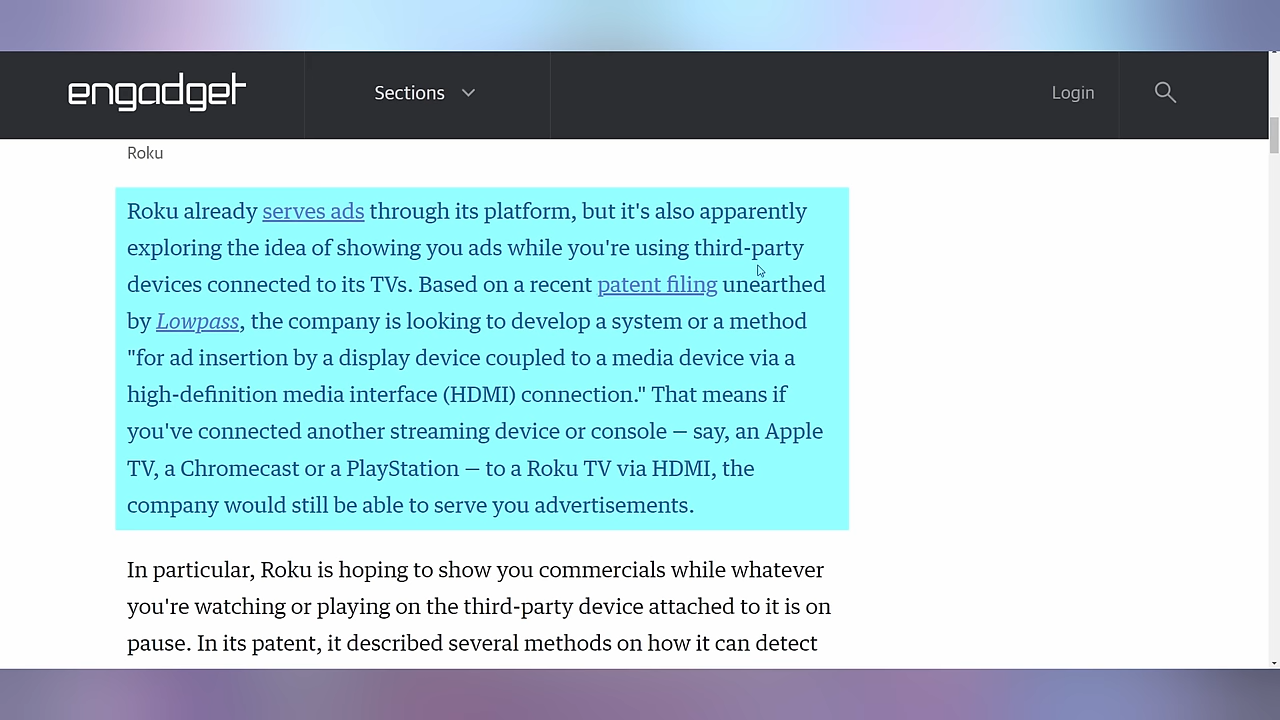 engadget
Sections
Login
Roku
Roku already serves ads through its platform, but it's also apparently
exploring the idea of showing you ads while you're using third-party
devices connected to its TVs. Based on a recent patent filing unearthed
by Lowpass, the company is looking to develop a system or a method
"for ad insertion by a display device coupled to a media device via a
high-definition media interface (HDMI) connection." That means if
you've connected another streaming device or console — say, an Apple
TV, a Chromecast or a PlayStation — to a Roku TV via HDMI, the
company would still be able to serve you advertisements.
In particular, Roku is hoping to show you commercials while whatever
you're watching or playing on the third-party device attached to it is on
pause. In its patent, it described several methods on how it can detect